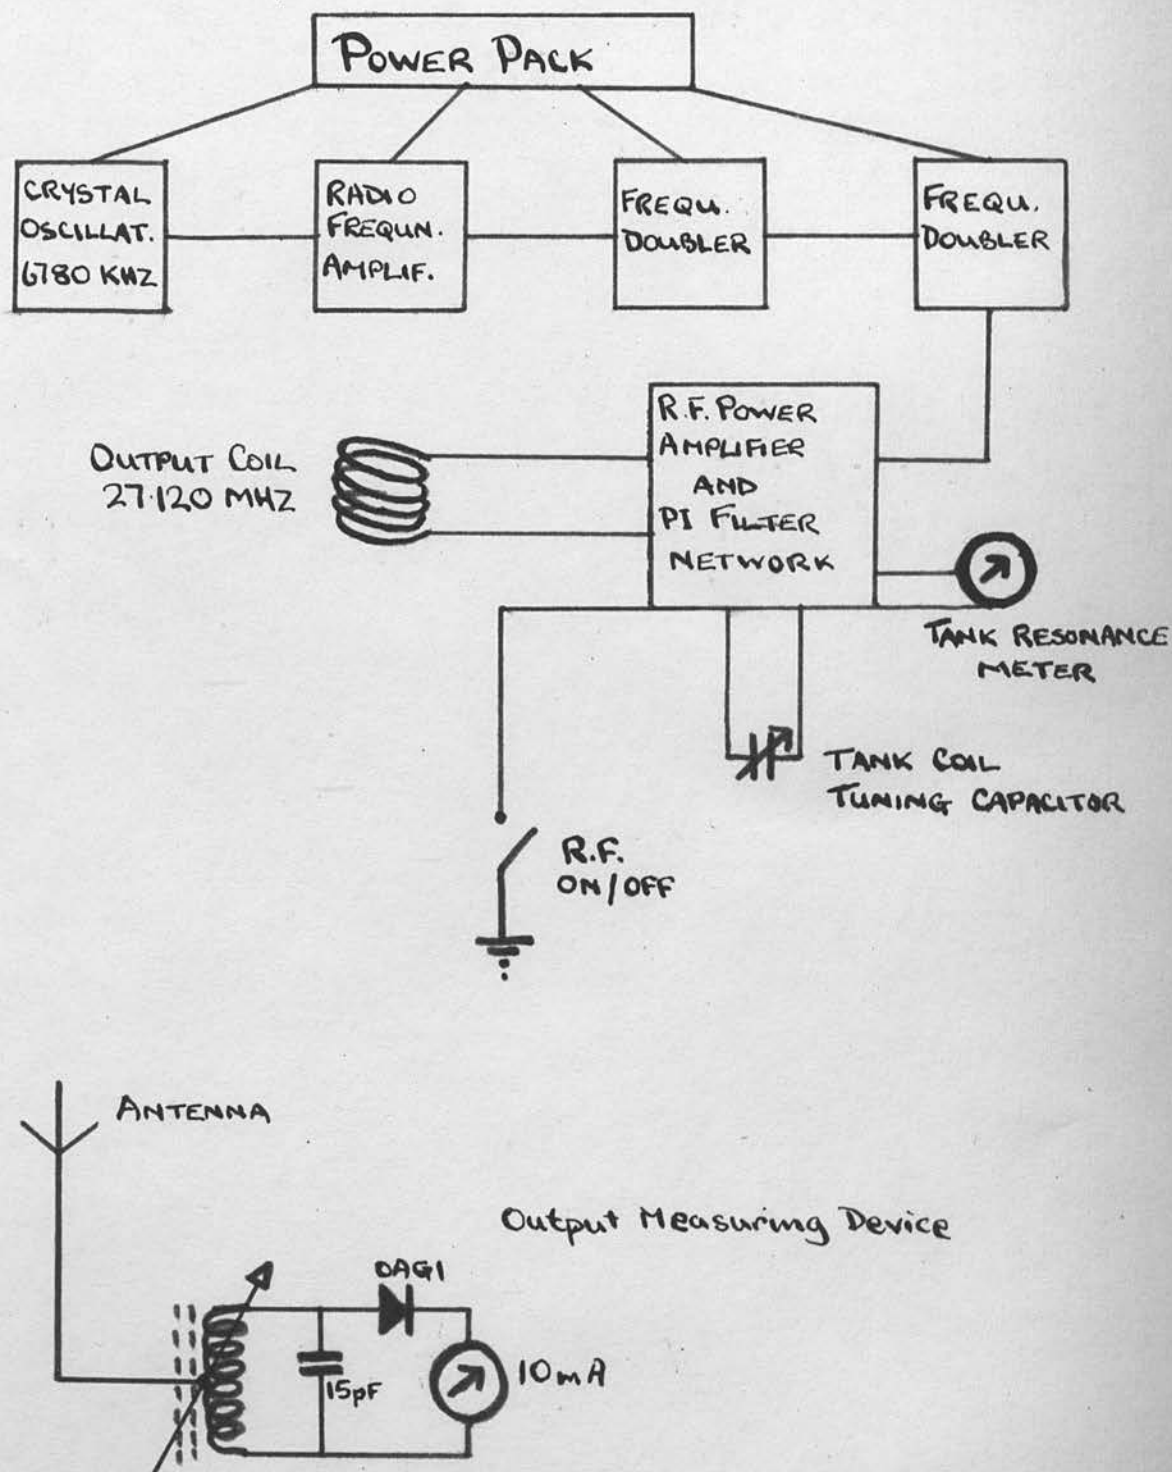 POWER PACK
CRYSTAL
OSCILLAT.
6780 KHZ
RADIO
FREQUN.
AMPLIF.
FREQU.
DOUBLER
FREQU.
DOUBLER
R.F. POWER
AMPLIFIER
AND
PI FILTER
NETWORK
OUTPUT COIL
27.120 MHZ
TANK RESONANCE
METER
TANK COIL
TUNING CAPACITOR
R.F.
ON/OFF
ANTENNA
Output Measuring Device
OAG1
15pF
10mA